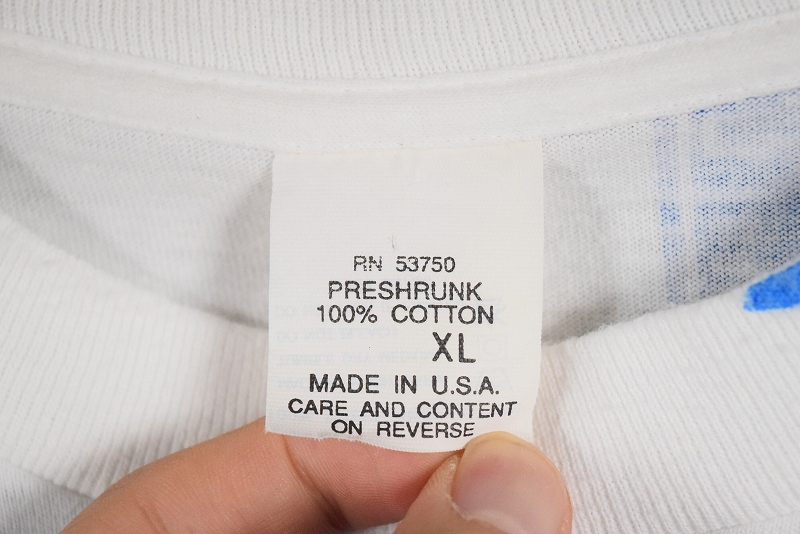 RN 53750
PRESHRUNK
100% COTTON
XL
MADE IN U.S.A.
CARE AND CONTENT
ON REVERSE